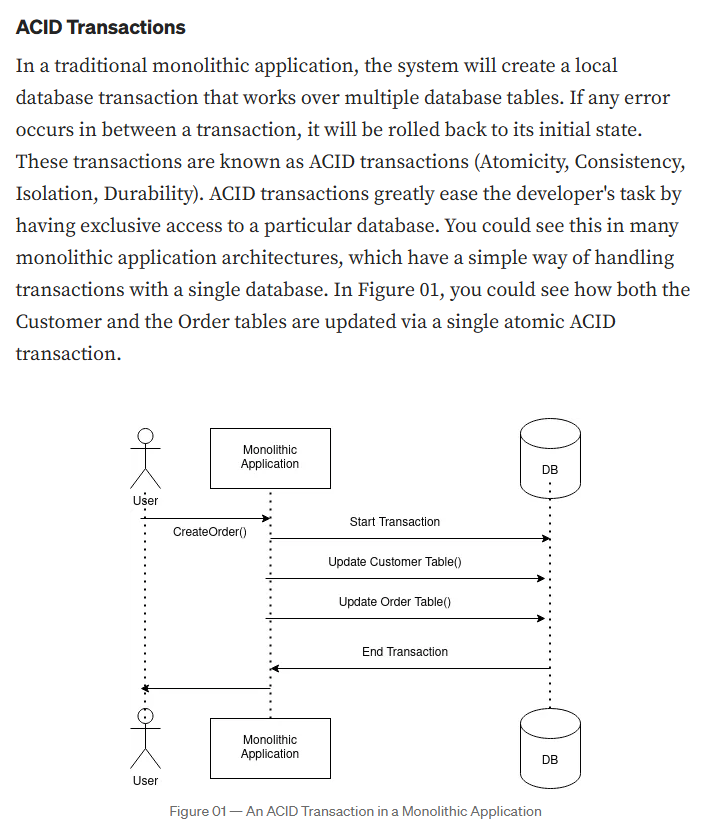 ACID Transactions
In a traditional monolithic application, the system will create a local
database transaction that works over multiple database tables. If any error
occurs in between a transaction, it will be rolled back to its initial state.
These transactions are known as ACID transactions (Atomicity, Consistency,
Isolation, Durability). ACID transactions greatly ease the developer's task by
having exclusive access to a particular database. You could see this in many
monolithic application architectures, which have a simple way of handling
transactions with a single database. In Figure 01, you could see how both the
Customer and the Order tables are updated via a single atomic ACID
transaction.
Monolithic
Application
DB
User
CreateOrder()
Start Transaction
Update Customer Table()
Update Order Table()
End Transaction
Monolithic
Application
DB
User
Figure 01 — An ACID Transaction in a Monolithic Application